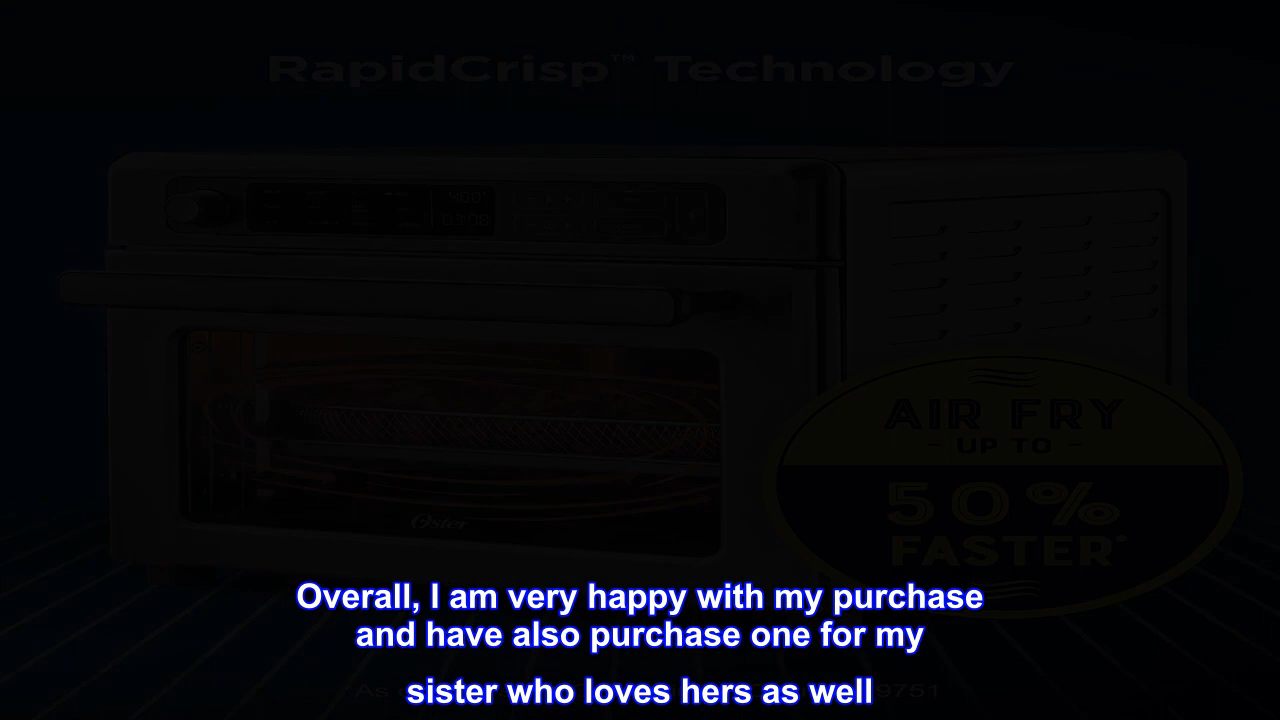 RapidCrisp™ Technology
AIR FRY
- UP TO -
50%
FASTER*
Oster
Overall, I am very happy with my purchase
and have also purchase one for my
sister who loves hers as well